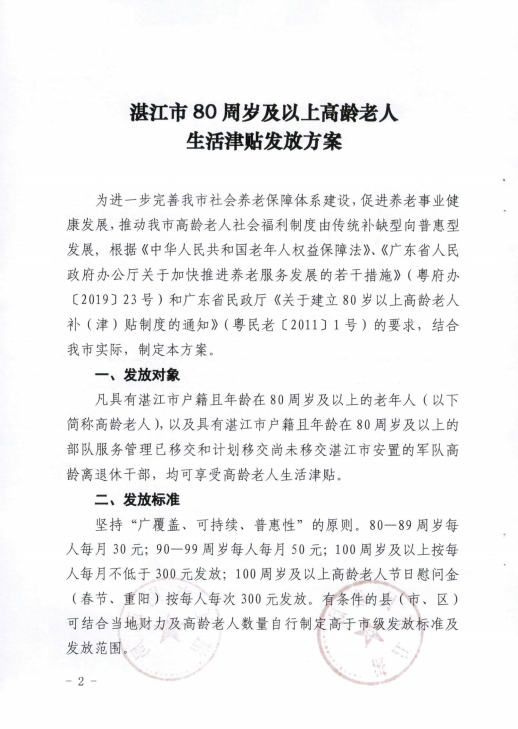 湛江市80周岁及以上高龄老人
生活津贴发放方案
为进一步完善我市社会养老保障体系建设，促进养老事业健
康发展，推动我市高龄老人社会福利制度由传统补缺型向普惠型
发展，根据《中华人民共和国老年人权益保障法》、《广东省人民
政府办公厅关于加快推进养老服务发展的若干措施》（粤府办
〔2019〕23号）和广东省民政厅《关于建立80岁以上高龄老人
补（津）贴制度的通知》（粤民老〔2011〕1号）的要求，结合
我市实际，制定本方案。
一、发放对象
凡具有湛江市户籍且年龄在80周岁及以上的老年人（以下
简称高龄老人），以及具有湛江市户籍且年龄在80周岁及以上的
部队服务管理已移交和计划移交尚未移交湛江市安置的军队高
龄离退休干部，均可享受高龄老人生活津贴。
二、发放标准
坚持“广覆盖、可持续、普惠性”的原则。80—89周岁每
人每月30元；90—99周岁每人每月50元；100周岁及以上按每
人每月不低于300元发放；100周岁及以上高龄老人节日慰问金
（春节、重阳）按每人每次300元发放。有条件的县（市、区）
可结合当地财力及高龄老人数量自行制定高于市级发放标准及
发放范围。
- 2 -